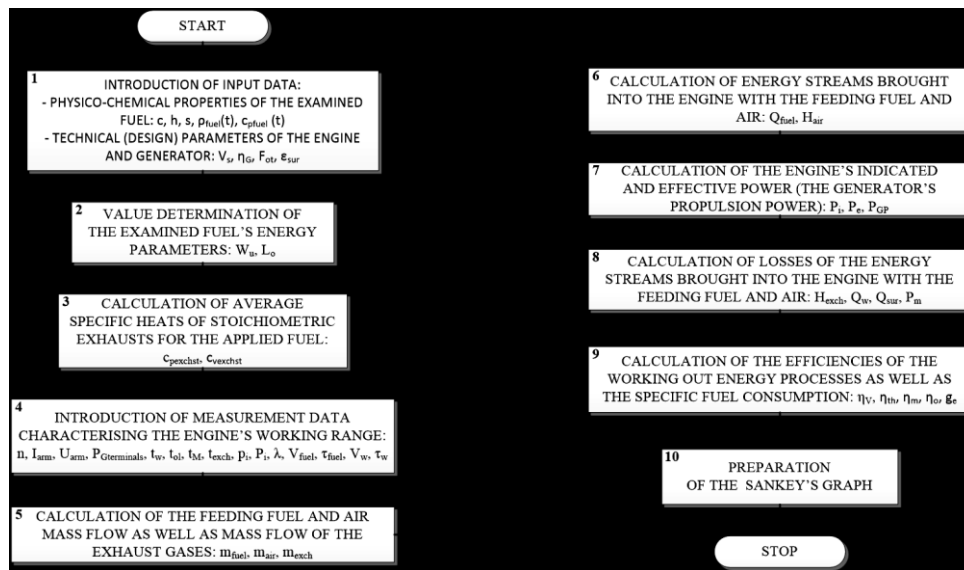 START
1
INTRODUCTION OF INPUT DATA:
- PHYSICO-CHEMICAL PROPERTIES OF THE EXAMINED
FUEL: c, h, s, ρfuel(t), cpfuel (t)
- TECHNICAL (DESIGN) PARAMETERS OF THE ENGINE
AND GENERATOR: Vs, ηG, Fot, εsur
2
VALUE DETERMINATION OF
THE EXAMINED FUEL'S ENERGY
PARAMETERS: Wu, Lo
3
CALCULATION OF AVERAGE
SPECIFIC HEATS OF STOICHIOMETRIC
EXHAUSTS FOR THE APPLIED FUEL:
cpexchst, cvexchst
4
INTRODUCTION OF MEASUREMENT DATA
CHARACTERISING THE ENGINE'S WORKING RANGE:
n, Iarm, Uarm, PGterminals, tw, tol, tM, texch, pi, Pi, λ, Vfuel, τfuel, Vw, τw
5
CALCULATION OF THE FEEDING FUEL AND AIR
MASS FLOW AS WELL AS MASS FLOW OF THE
EXHAUST GASES: mfuel, mair, mexch
6
CALCULATION OF ENERGY STREAMS BROUGHT
INTO THE ENGINE WITH THE FEEDING FUEL AND
AIR: Qfuel, Hair
7
CALCULATION OF THE ENGINE'S INDICATED
AND EFFECTIVE POWER (THE GENERATOR'S
PROPULSION POWER): Pi, Pe, PGP
8
CALCULATION OF LOSSES OF THE ENERGY
STREAMS BROUGHT INTO THE ENGINE WITH THE
FEEDING FUEL AND AIR: Hexch, Qw, Qsur, Pm
9
CALCULATION OF THE EFFICIENCIES OF THE
WORKING OUT ENERGY PROCESSES AS WELL AS
THE SPECIFIC FUEL CONSUMPTION: ηV, ηth, ηm, ηo, ge
10
PREPARATION
OF THE SANKEY'S GRAPH
STOP